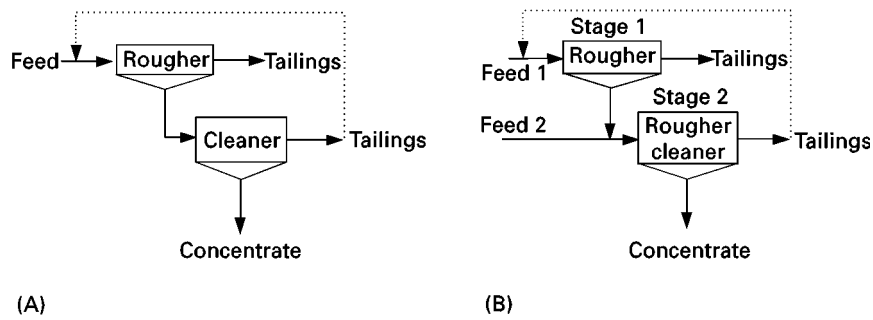 Feed
Rougher
Tailings
Cleaner
Tailings
Concentrate
(A)
Stage 1
Feed 1
Rougher
Tailings
Stage 2
Feed 2
Rougher
cleaner
Tailings
Concentrate
(B)